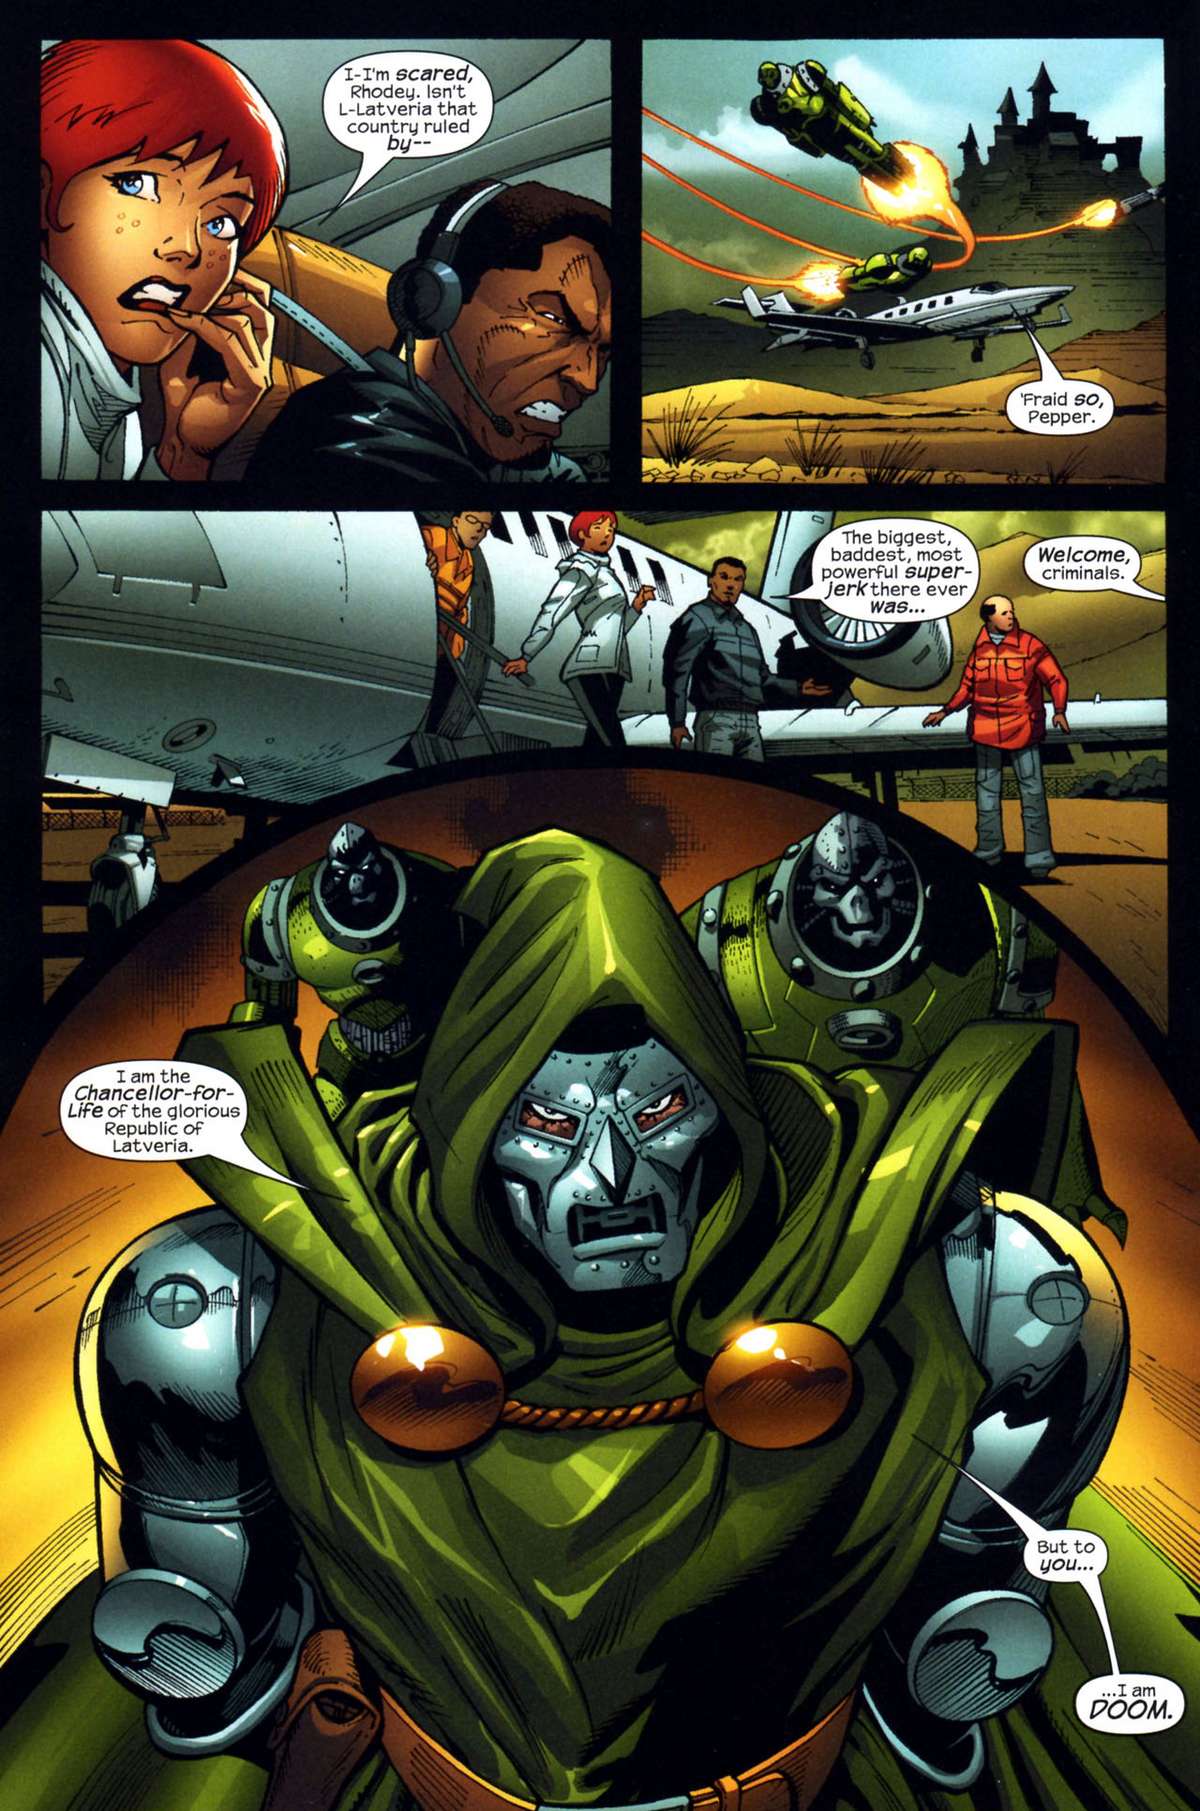 I-I'm scared,
Rhodey. Isn't
L-Latveria that
country ruled
by--
'Fraid so,
Pepper.
The biggest,
baddest, most
powerful super-
jerk there ever
was...
Welcome,
criminals.
I am the
Chancellor-for-
Life of the glorious
Republic of
Latveria.
But to
you...
...I am
DOOM.